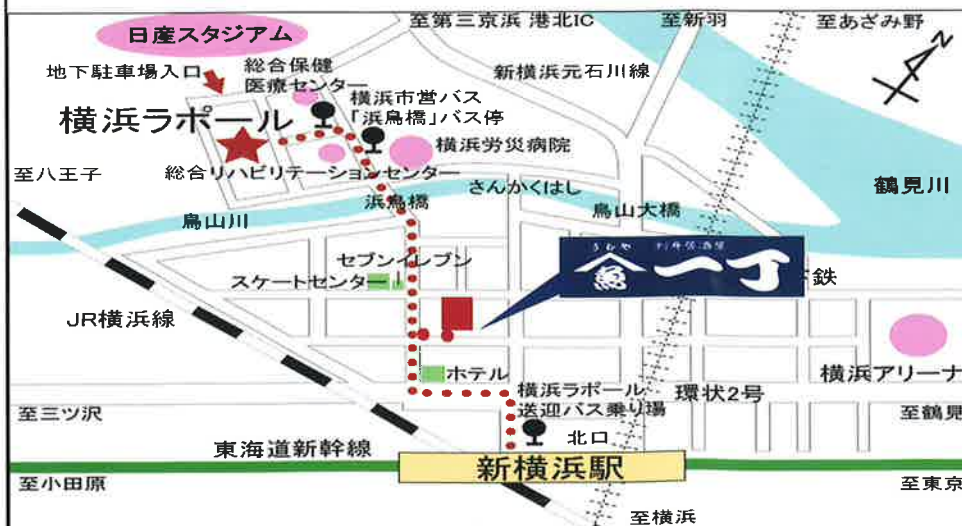 至第三京浜 港北IC
至新羽
至あざみ野
日産スタジアム
N
地下駐車場入口
総合保健
医療センター
新横浜元石川線
横浜ラポール
横浜市営バス
「浜鳥橋」バス停
横浜労災病院
至八王子
総合リハビリテーションセンター
さんかくはし
鶴見川
鳥山川
浜鳥橋
鳥山大橋
セブンイレブン
スケートセンター
魚
一丁
下鉄
JR横浜線
ホテル
横浜アリーナ
横浜ラポール
送迎バス乗り場
環状2号
至三ツ沢
至鶴見
北口
東海道新幹線
新横浜駅
至小田原
至東京
至横浜